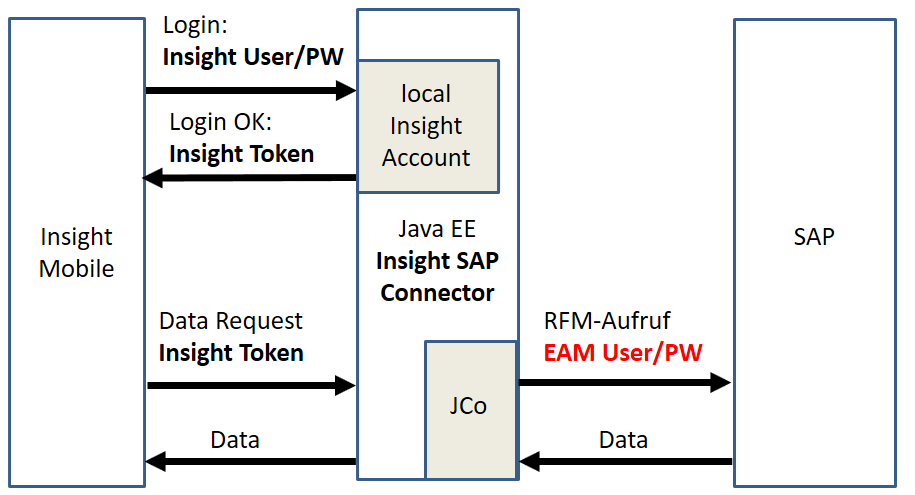 Login:
Insight User/PW
local
Insight
Account
Login OK:
Insight Token
Insight
Mobile
Java EE
Insight SAP
Connector
SAP
Data Request
Insight Token
RFM-Aufruf
EAM User/PW
JCo
Data
Data